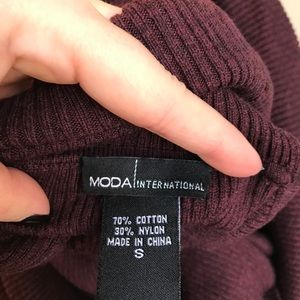 MODA INTERNATIONAL
70% COTTON
30% NYLON
MADE IN CHINA
S